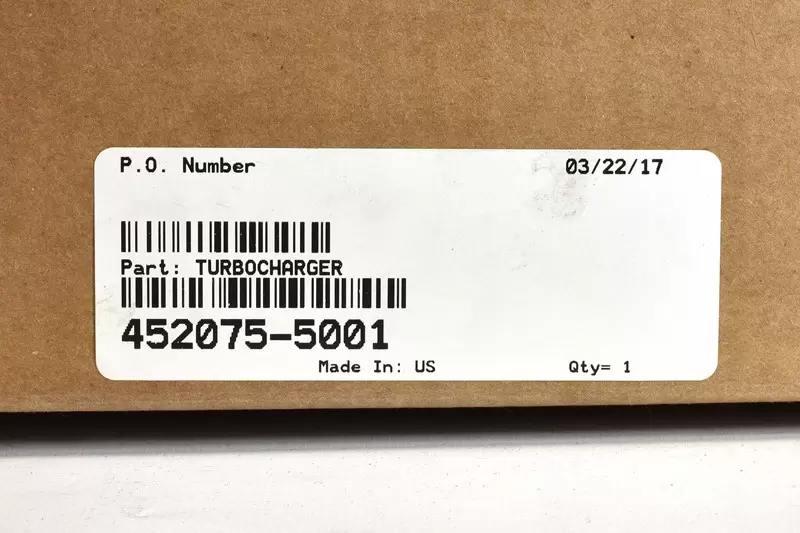 P.O. Number 03/22/17
Part: TURBOCHARGER
452075-5001
Made In: US Qty= 1